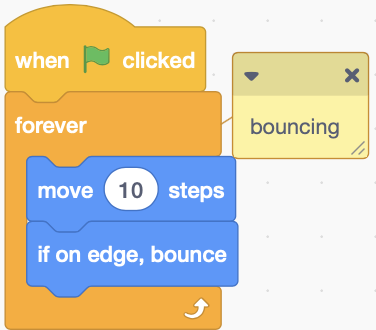 when clicked
forever
bouncing
move 10 steps
if on edge, bounce